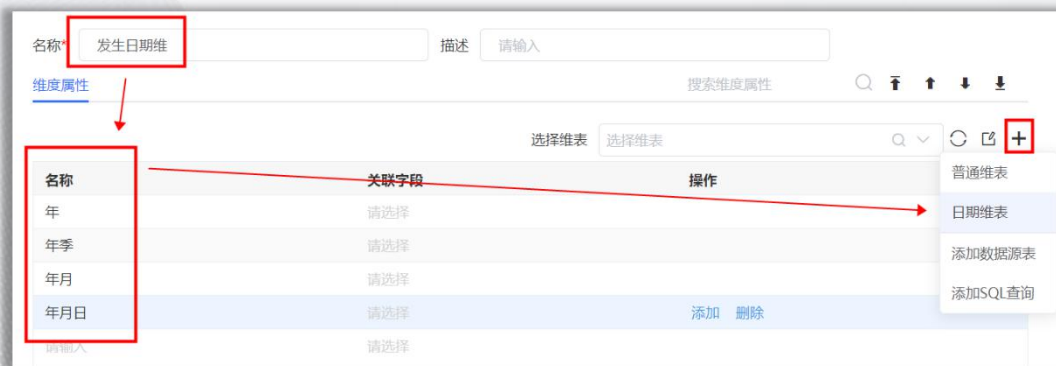 名称* 发生日期维 描述 请输入
维度属性 搜索维度属性
选择维表 选择维表
名称 关联字段 操作 普通维表
年 请选择 日期维表
年季 请选择 添加数据源表
年月 请选择 添加SQL查询
年月日 请选择 添加 删除
请输入 请选择